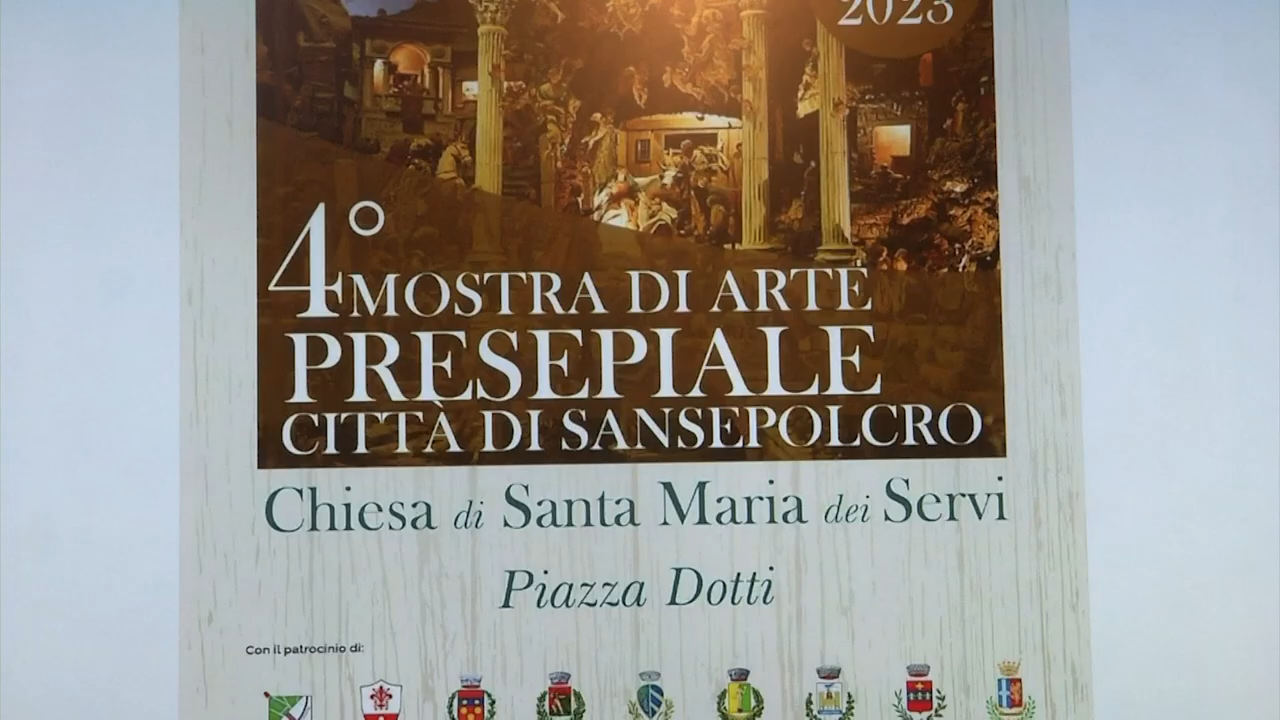 2023
4° MOSTRA DI ARTE
PRESEPIALE
CITTÀ DI SANSEPOLCRO
Chiesa di Santa Maria dei Servi
Piazza Dotti
Con il patrocinio di: